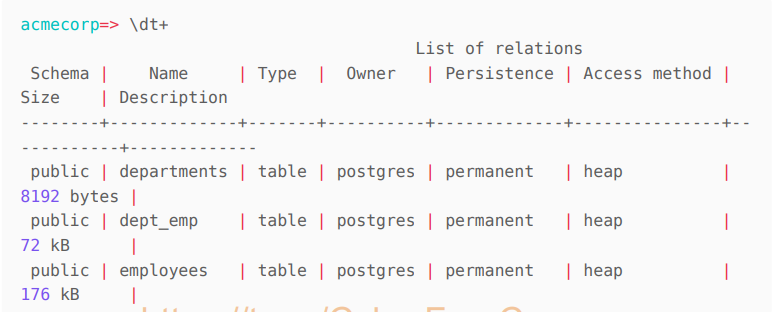 acmecorp=> \dt+
List of relations
Schema | Name | Type | Owner | Persistence | Access method |
Size | Description
--------+-------------+-------+----------+-------------+---------------+--
----------+-------------
public | departments | table | postgres | permanent | heap |
8192 bytes |
public | dept_emp | table | postgres | permanent | heap |
72 kB |
public | employees | table | postgres | permanent | heap |
176 kB |